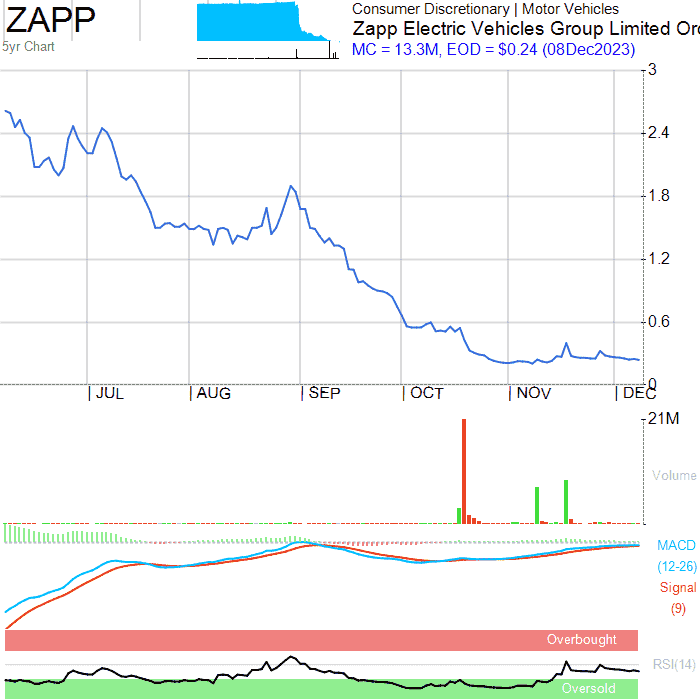 ZAPP
5yr Chart
Consumer Discretionary | Motor Vehicles
Zapp Electric Vehicles Group Limited Or
MC = 13.3M, EOD = $0.24 (08Dec2023)
3
2.4
1.8
1.2
0.6
0
JUL AUG SEP OCT NOV DEC
21M
Volume
MACD
(12-26)
Signal
(9)
Overbought
RSI(14)
Oversold